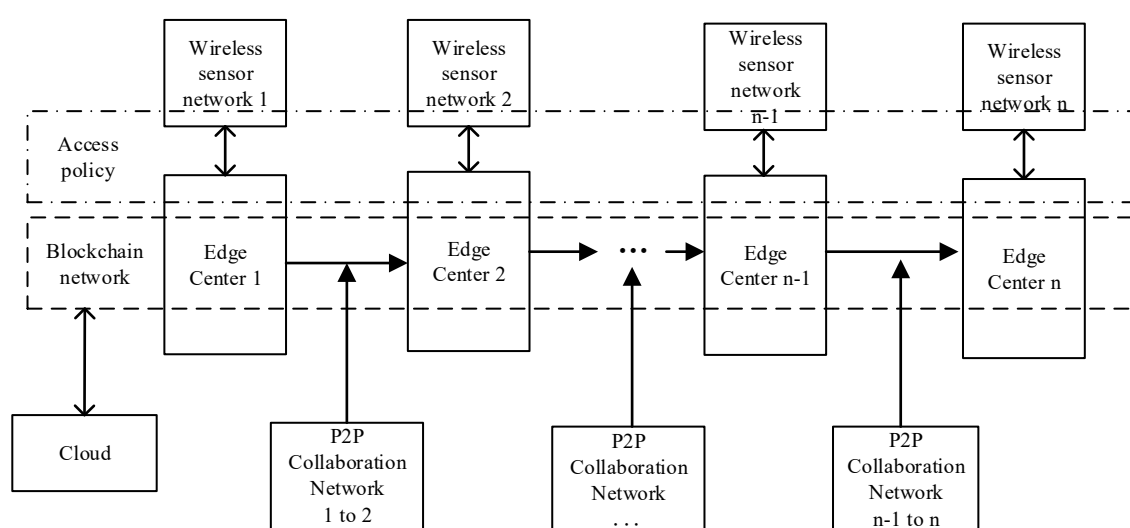 Wireless
sensor
network 1
Wireless
sensor
network 2
Wireless
sensor
network
n-1
Wireless
sensor
network n
Access
policy
Blockchain
network
Edge
Center 1
Edge
Center 2
...
Edge
Center n-1
Edge
Center n
Cloud
P2P
Collaboration
Network
1 to 2
P2P
Collaboration
Network
...
P2P
Collaboration
Network
n-1 to n